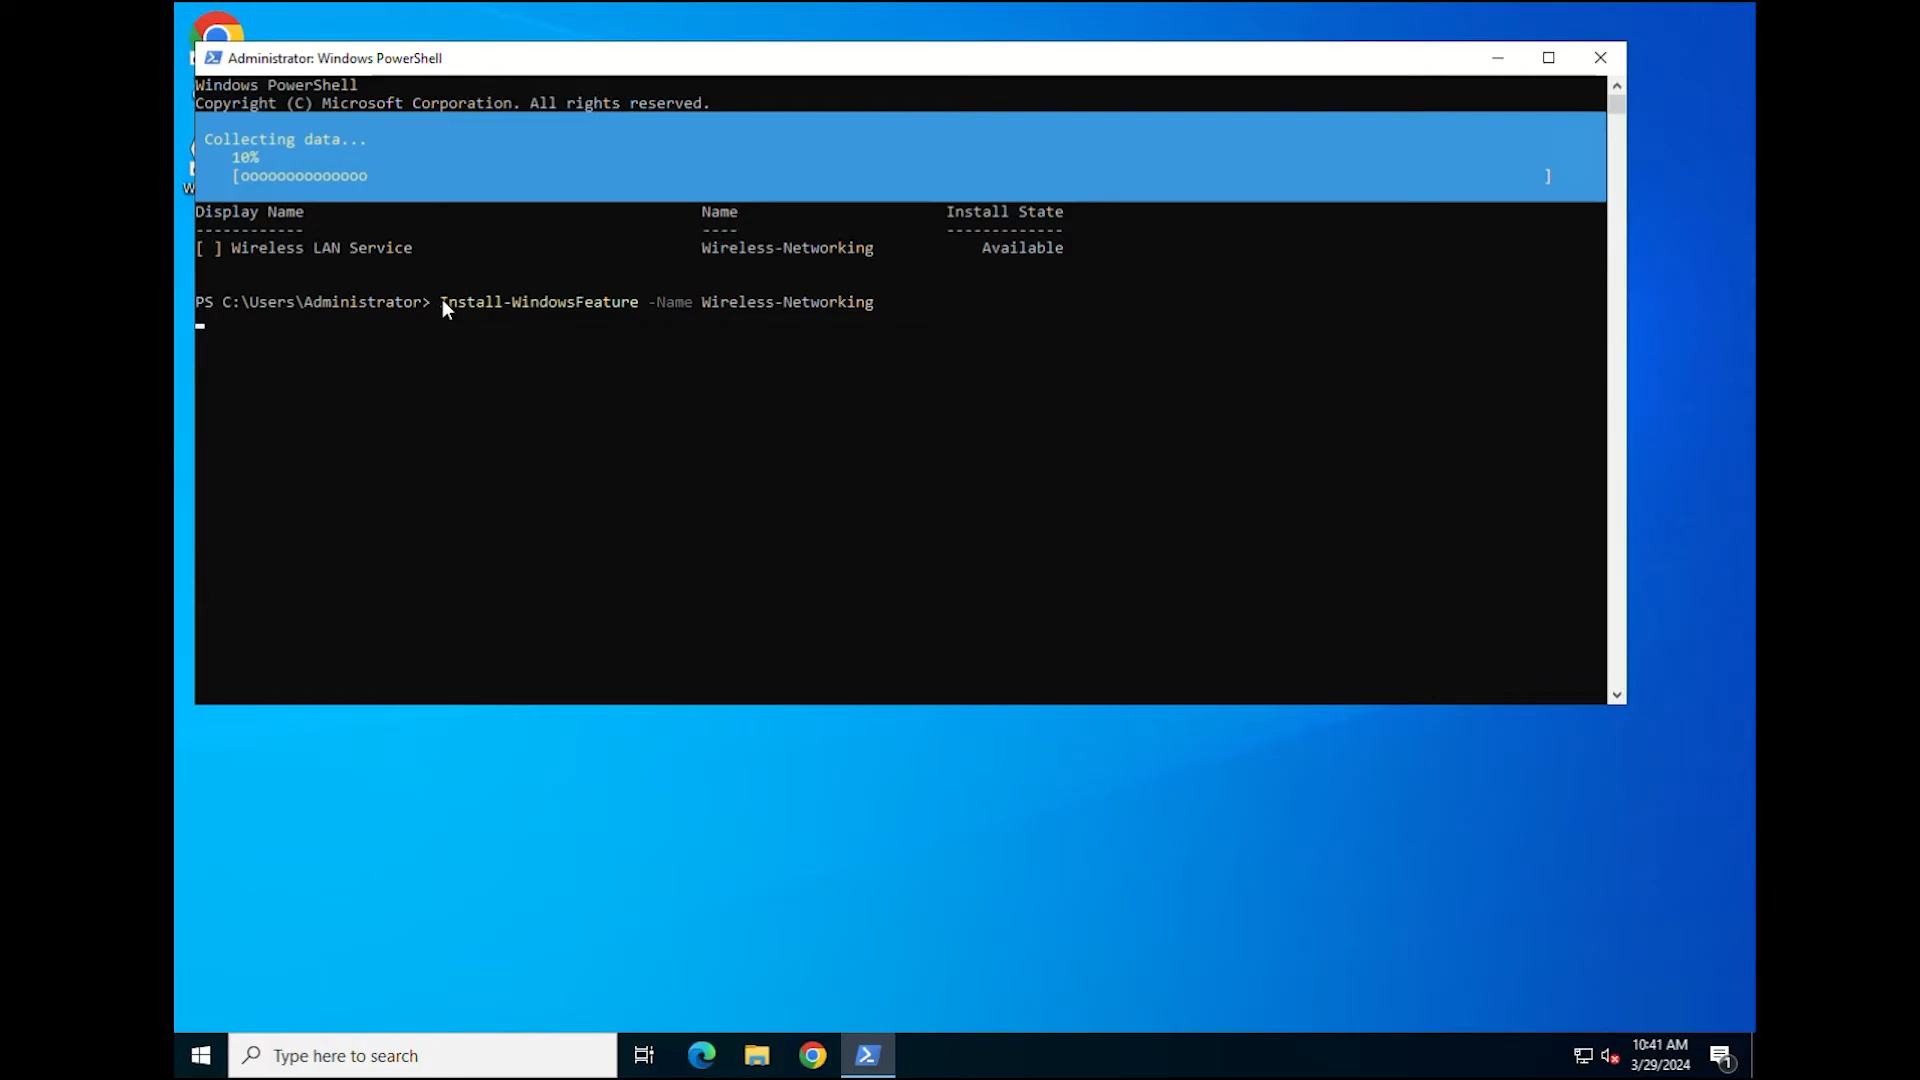 Administrator: Windows PowerShell
Windows PowerShell
Copyright (C) Microsoft Corporation. All rights reserved.
Collecting data...
10%
[oooooooooooooo ]
Display Name Name Install State
------------ ---- -------------
[ ] Wireless LAN Service Wireless-Networking Available
PS C:\Users\Administrator> Install-WindowsFeature -Name Wireless-Networking
Type here to search
10:41 AM
3/29/2024
1